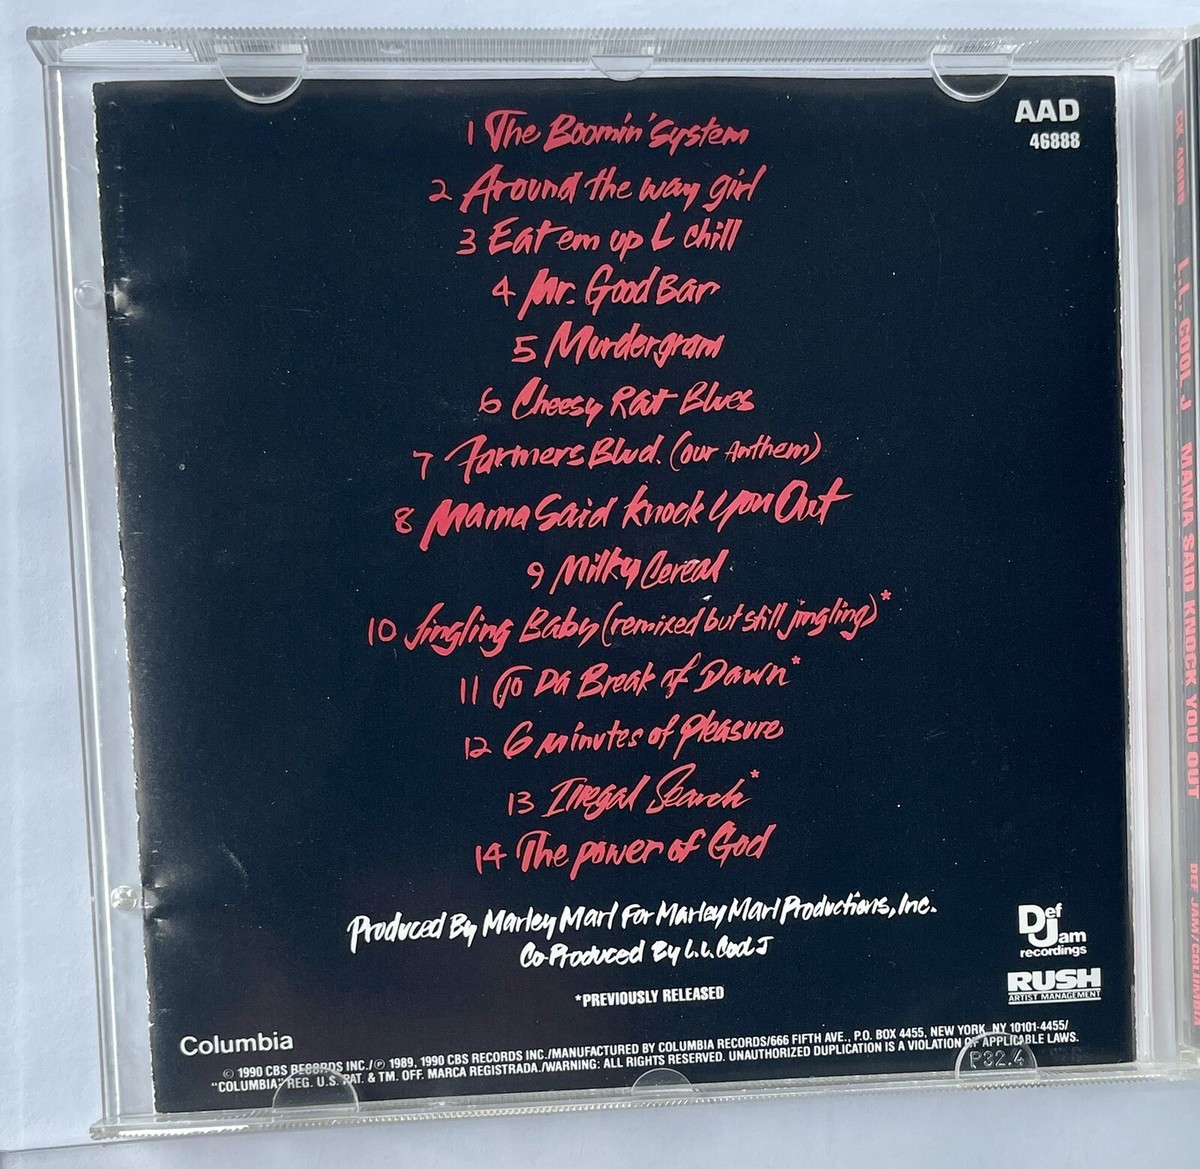 AAD
46888
1 The Boomin' System
2 Around the way girl
3 Eat em up L chill
4 Mr. Good Bar
5 Murdergram
6 Cheesy Rat Blues
7 Farmers Blvd. (our Anthem)
8 Mama Said Knock You Out
9 Milky Cereal
10 Jingling Baby (remixed but still jingling)*
11 To Da Break of Dawn*
12 6 minutes of pleasure
13 Illegal Search*
14 The power of God
Produced By Marley Marl For Marley Marl Productions, Inc.
Co-Produced By L.L. Cool J
*PREVIOUSLY RELEASED
Def
Jam
recordings
RUSH
ARTIST MANAGEMENT
Columbia
© 1990 CBS RECORDS INC./℗ 1989, 1990 CBS RECORDS INC./MANUFACTURED BY COLUMBIA RECORDS/666 FIFTH AVE., P.O. BOX 4455, NEW YORK, NY 10101-4455/
"COLUMBIA" REG. U.S. PAT. & TM. OFF. MARCA REGISTRADA./WARNING: ALL RIGHTS RESERVED. UNAUTHORIZED DUPLICATION IS A VIOLATION OF APPLICABLE LAWS.
P32.4
L.L. COOL J MAMA SAID KNOCK YOU OUT
DEF JAM/COLUMBIA